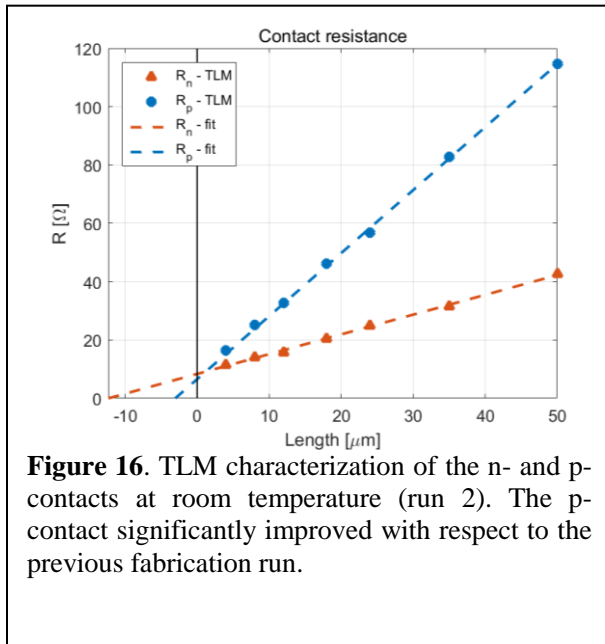 Contact resistance
R_n - TLM
R_p - TLM
R_n - fit
R_p - fit
120
100
80
60
40
20
0
R [Ω]
-10 0 10 20 30 40 50
Length [μm]
Figure 16. TLM characterization of the n- and p-
contacts at room temperature (run 2). The p-
contact significantly improved with respect to the
previous fabrication run.